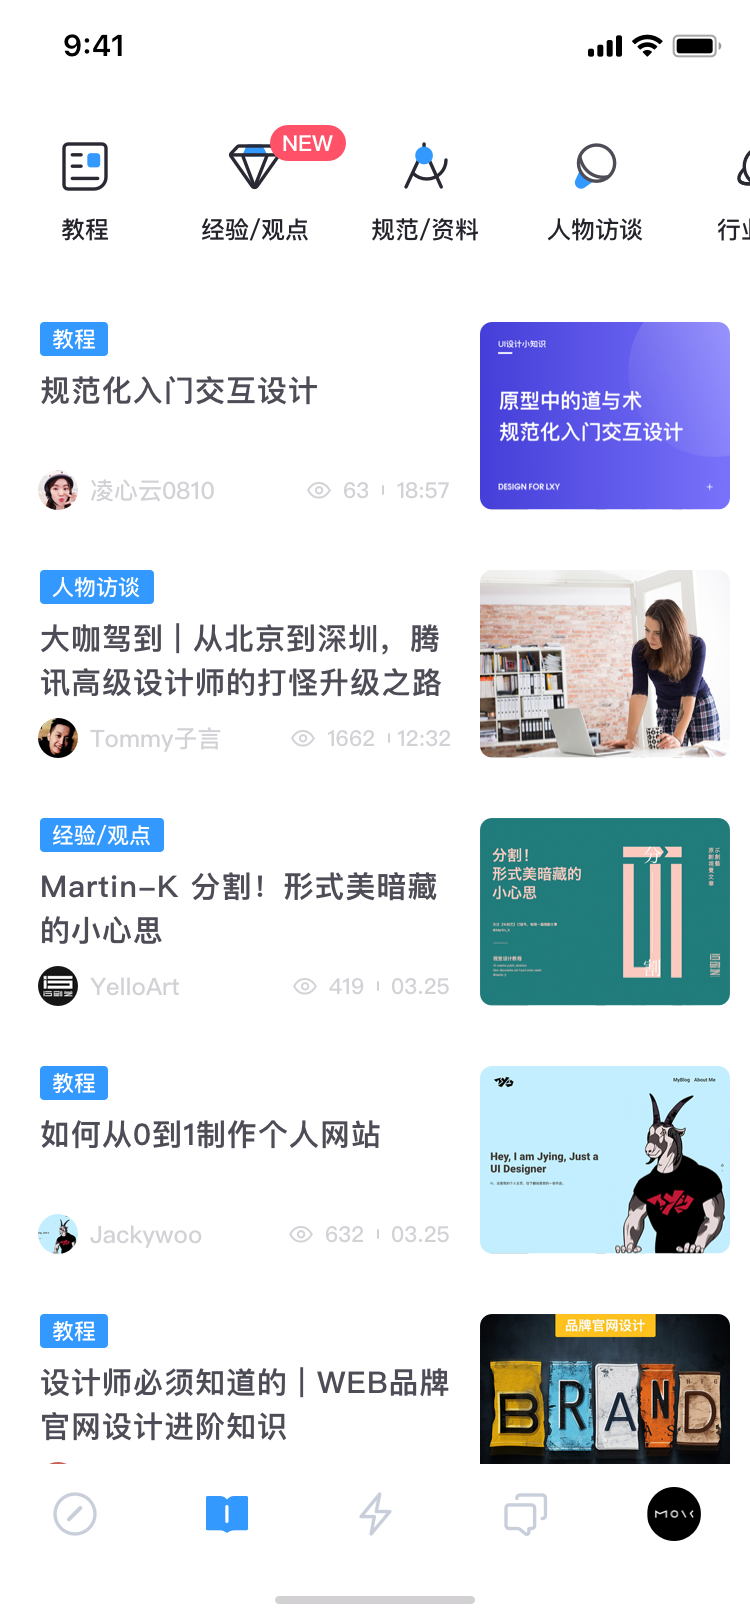 9:41
NEW
教程
经验/观点
规范/资料
人物访谈
行业
教程
规范化入门交互设计
凌心云0810
63
18:57
UI设计小知识
原型中的道与术
规范化入门交互设计
DESIGN FOR LXY
人物访谈
大咖驾到 | 从北京到深圳，腾
讯高级设计师的打怪升级之路
Tommy子言
1662
12:32
经验/观点
Martin-K 分割！形式美暗藏
的小心思
YelloArt
419
03.25
分割！
形式美暗藏的
小心思
视觉设计教程
分
割
教程
如何从0到1制作个人网站
Jackywoo
632
03.25
MyBlog About Me
Hey, I am Jying, Just a
UI Designer
教程
设计师必须知道的 | WEB品牌
官网设计进阶知识
品牌官网设计
BRAND